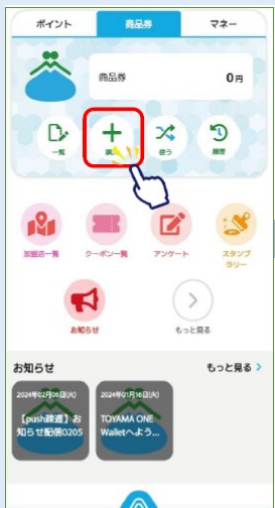 ポイント
商品券
マネー
商品券
0円
一覧
使う
履歴
加盟店一覧
クーポン一覧
アンケート
スタンプ
ラリー
お知らせ
もっと見る
お知らせ
もっと見る >
2024年02月06日(火)
2024年01月16日(火)
【push疎通】お
知らせ配信0205
TOYAMA ONE
Walletへよう...